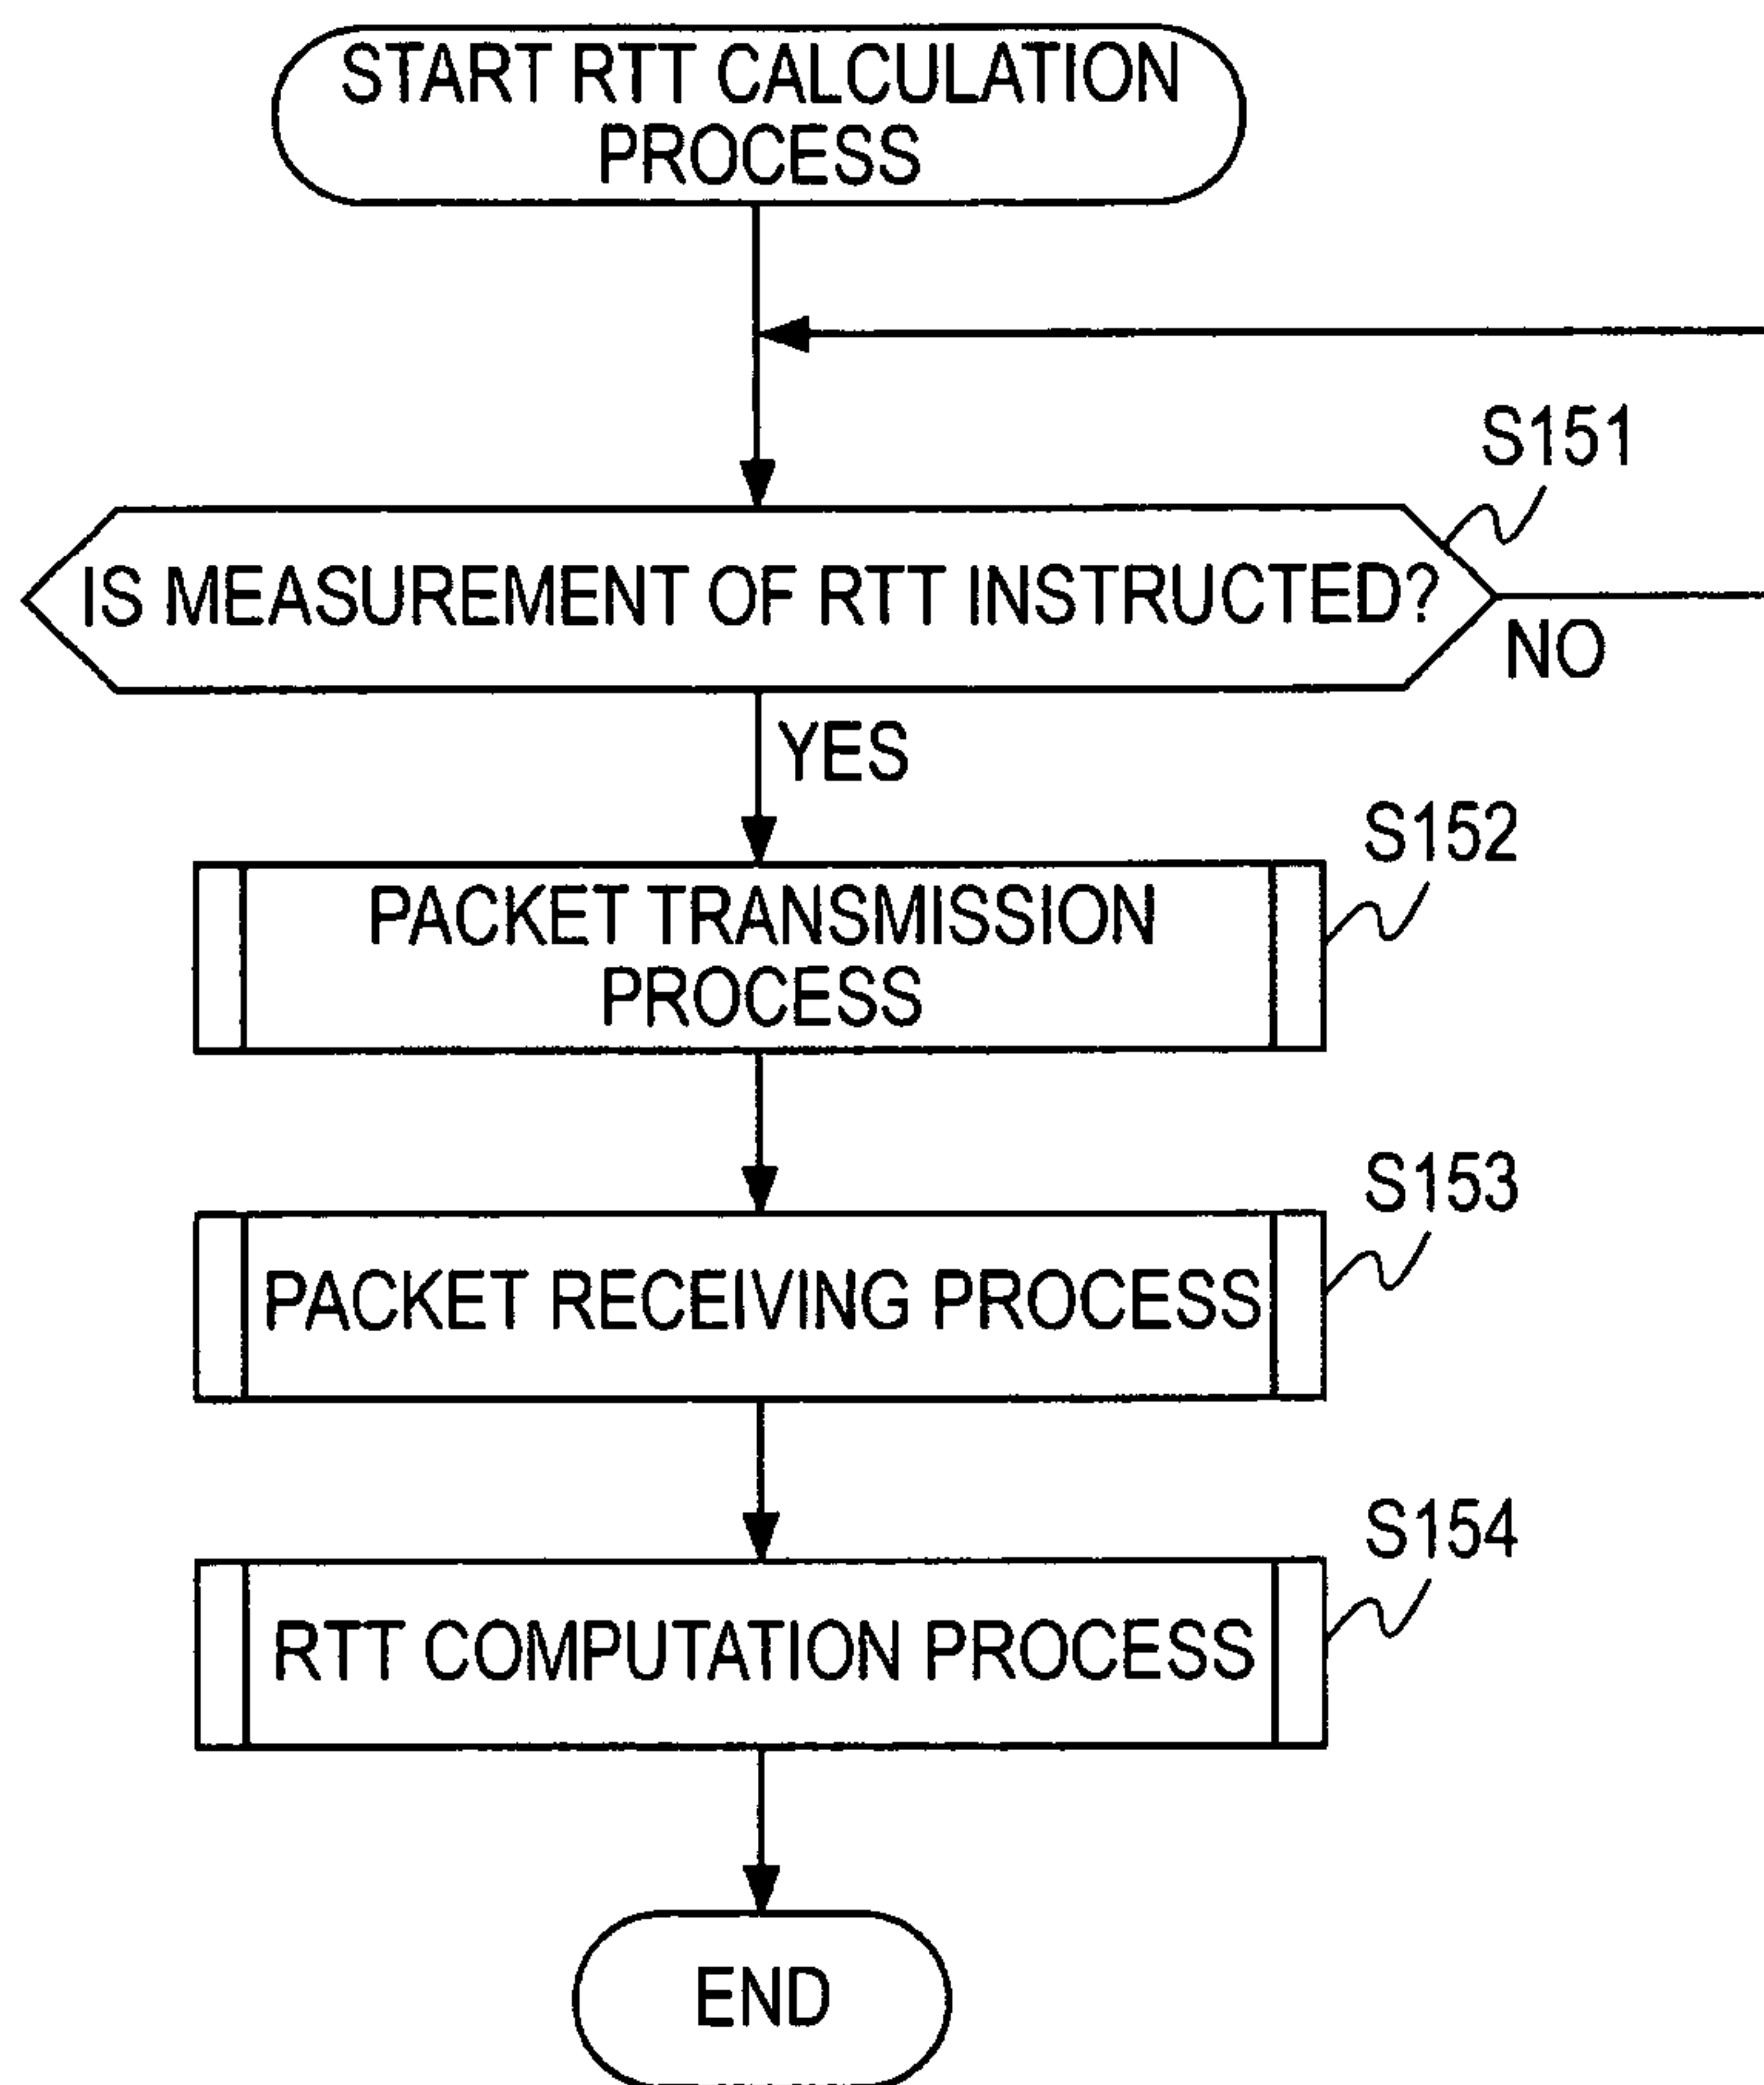 START RTT CALCULATION
PROCESS
S151
IS MEASUREMENT OF RTT INSTRUCTED?
NO
YES
S152
PACKET TRANSMISSION
PROCESS
S153
PACKET RECEIVING PROCESS
S154
RTT COMPUTATION PROCESS
END